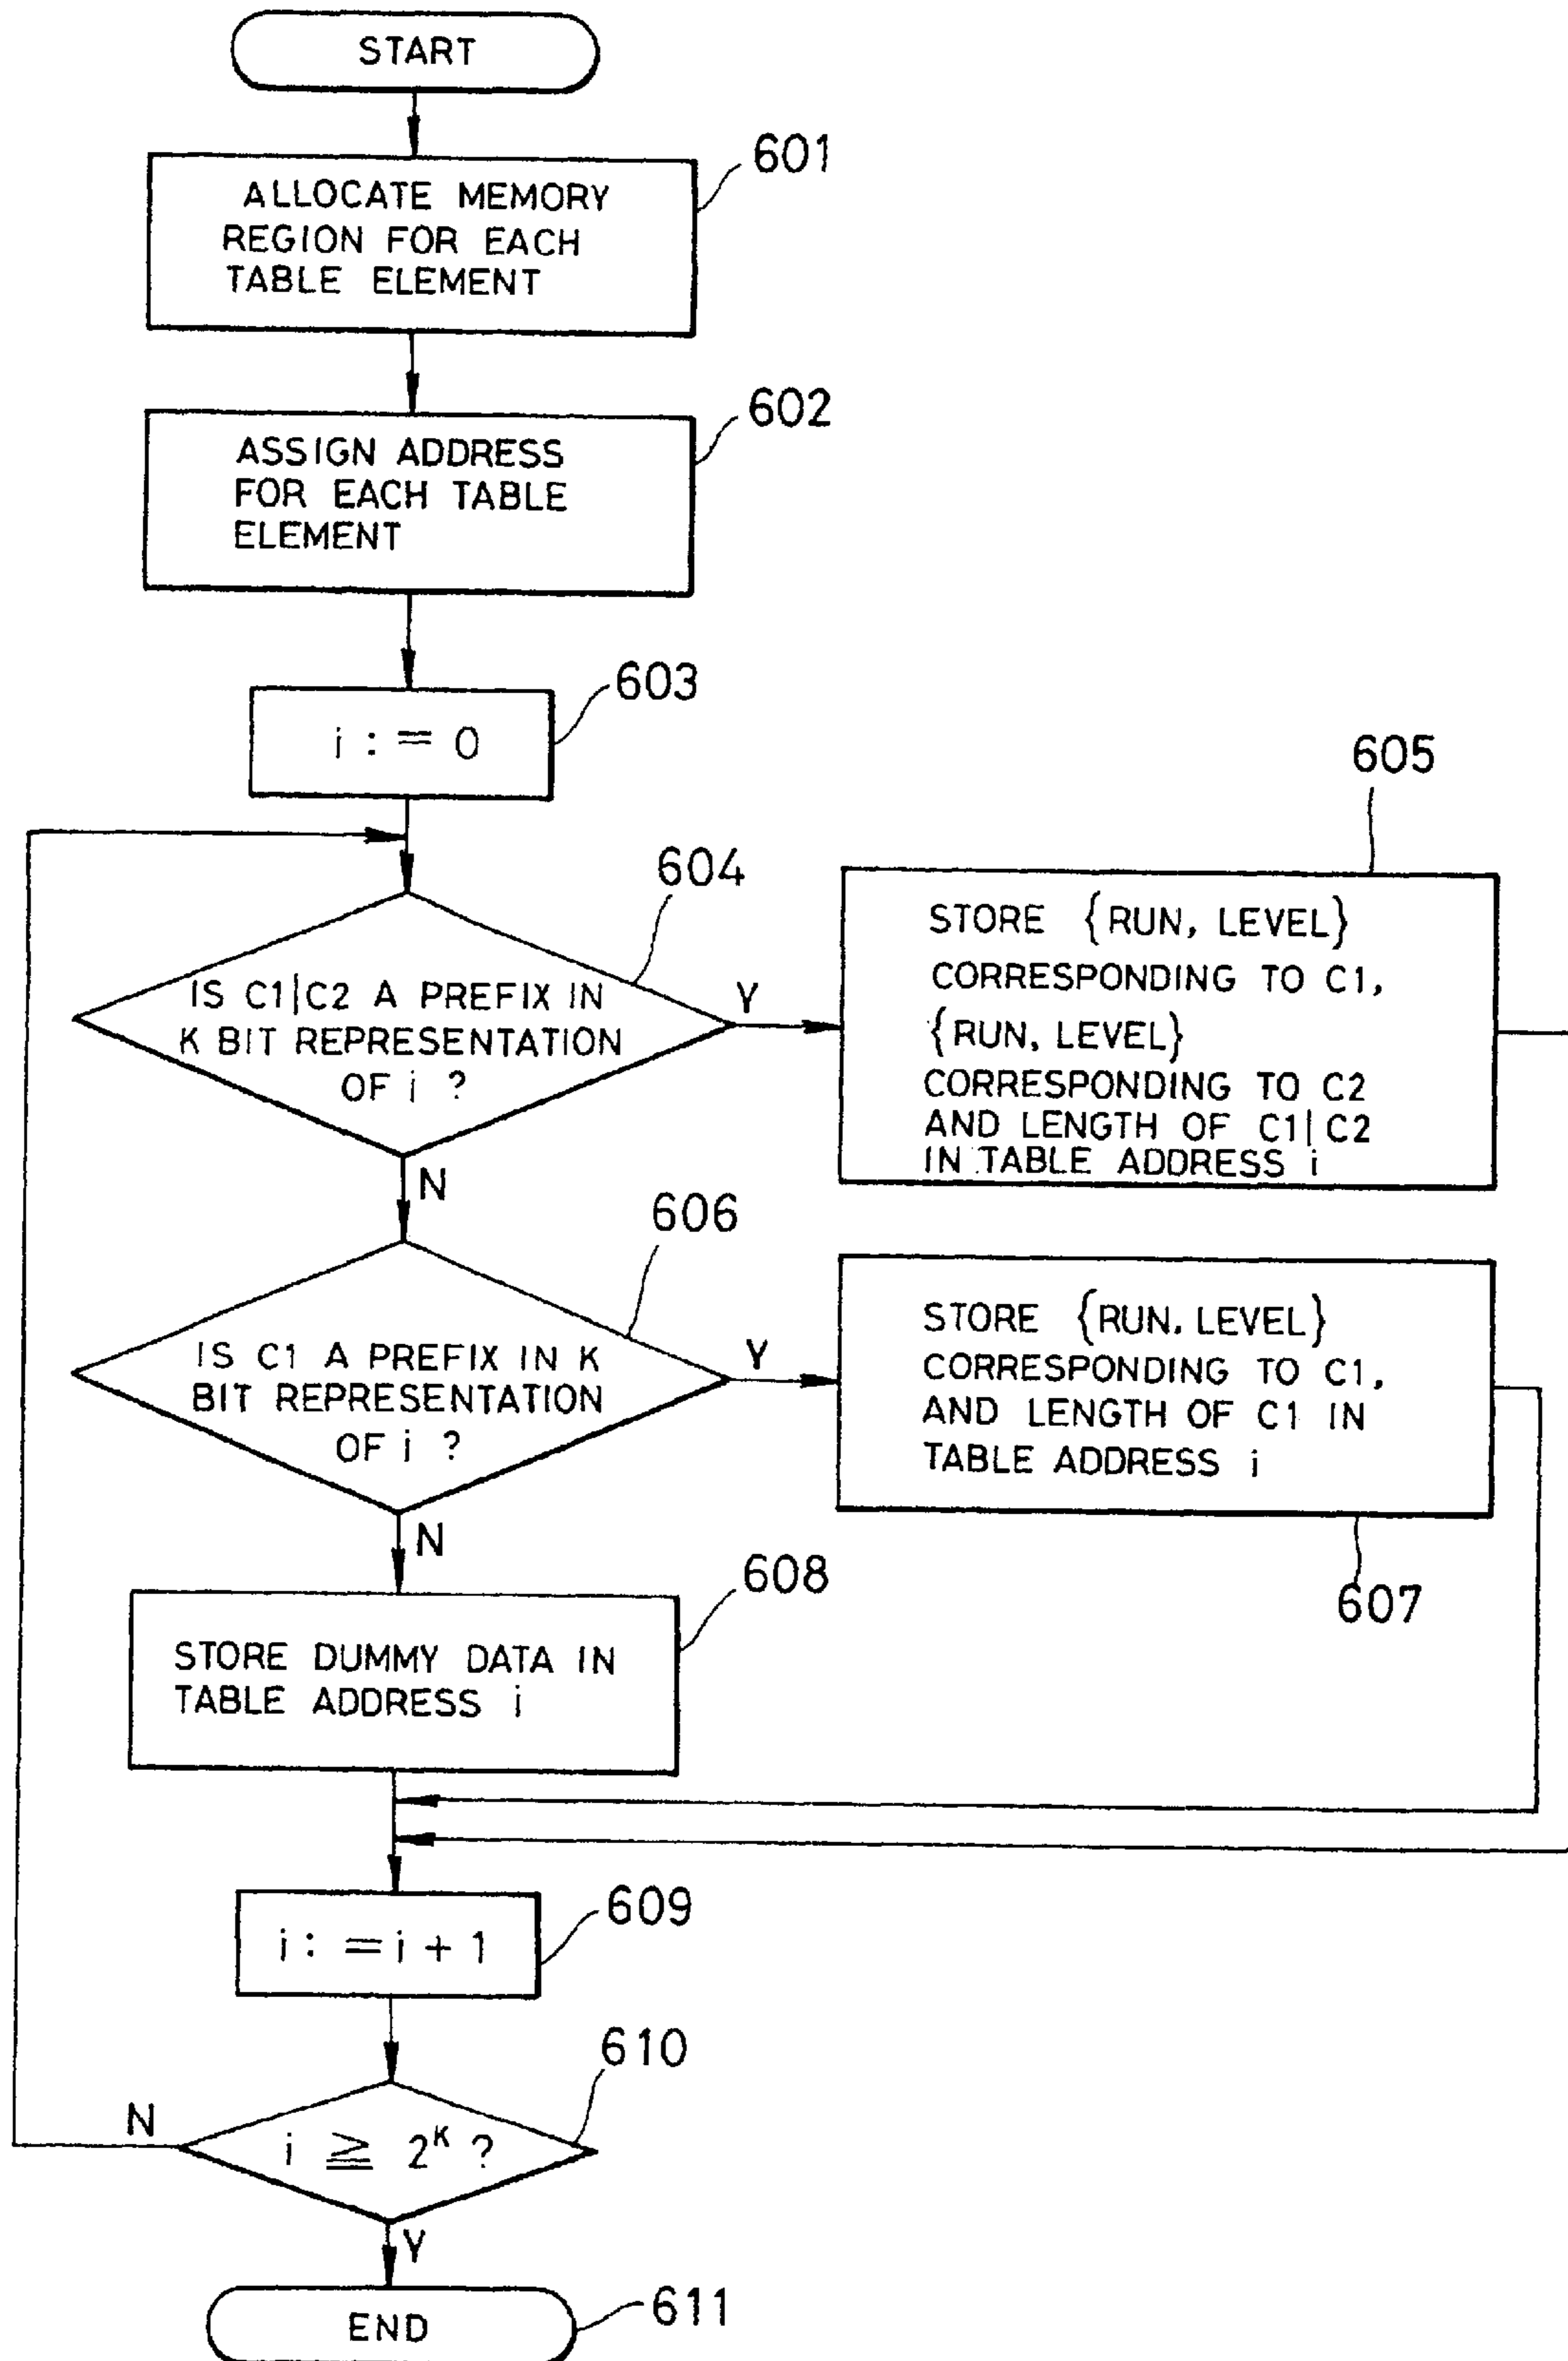 START
601
ALLOCATE MEMORY
REGION FOR EACH
TABLE ELEMENT
602
ASSIGN ADDRESS
FOR EACH TABLE
ELEMENT
603
i : = 0
604
IS C1|C2 A PREFIX IN
K BIT REPRESENTATION
OF i ?
Y
N
605
STORE {RUN, LEVEL}
CORRESPONDING TO C1,
{RUN, LEVEL}
CORRESPONDING TO C2
AND LENGTH OF C1|C2
IN TABLE ADDRESS i
606
IS C1 A PREFIX IN K
BIT REPRESENTATION
OF i ?
Y
N
STORE {RUN. LEVEL}
CORRESPONDING TO C1,
AND LENGTH OF C1 IN
TABLE ADDRESS i
607
608
STORE DUMMY DATA IN
TABLE ADDRESS i
609
i : = i + 1
610
N
i ≧ 2^K ?
Y
END
611